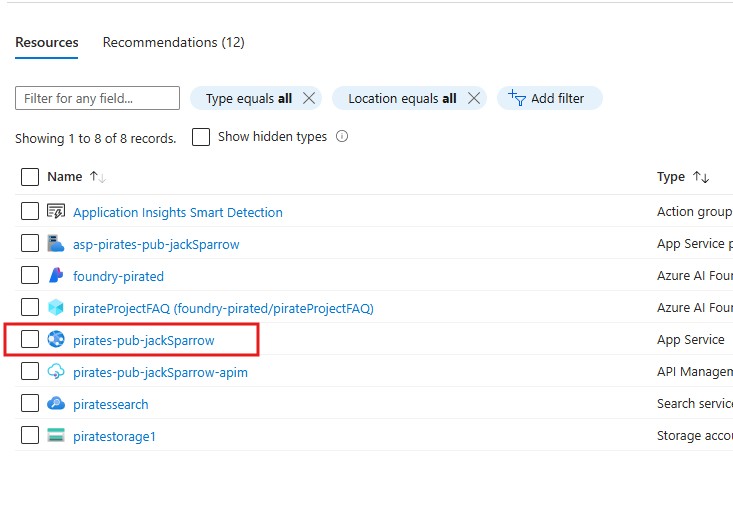 Resources Recommendations (12)
Filter for any field... Type equals all Location equals all Add filter
Showing 1 to 8 of 8 records. Show hidden types
Name Type
Application Insights Smart Detection Action group
asp-pirates-pub-jackSparrow App Service p
foundry-pirated Azure AI Foun
pirateProjectFAQ (foundry-pirated/pirateProjectFAQ) Azure AI Foun
pirates-pub-jackSparrow App Service
pirates-pub-jackSparrow-apim API Managem
piratessearch Search service
piratestorage1 Storage accou